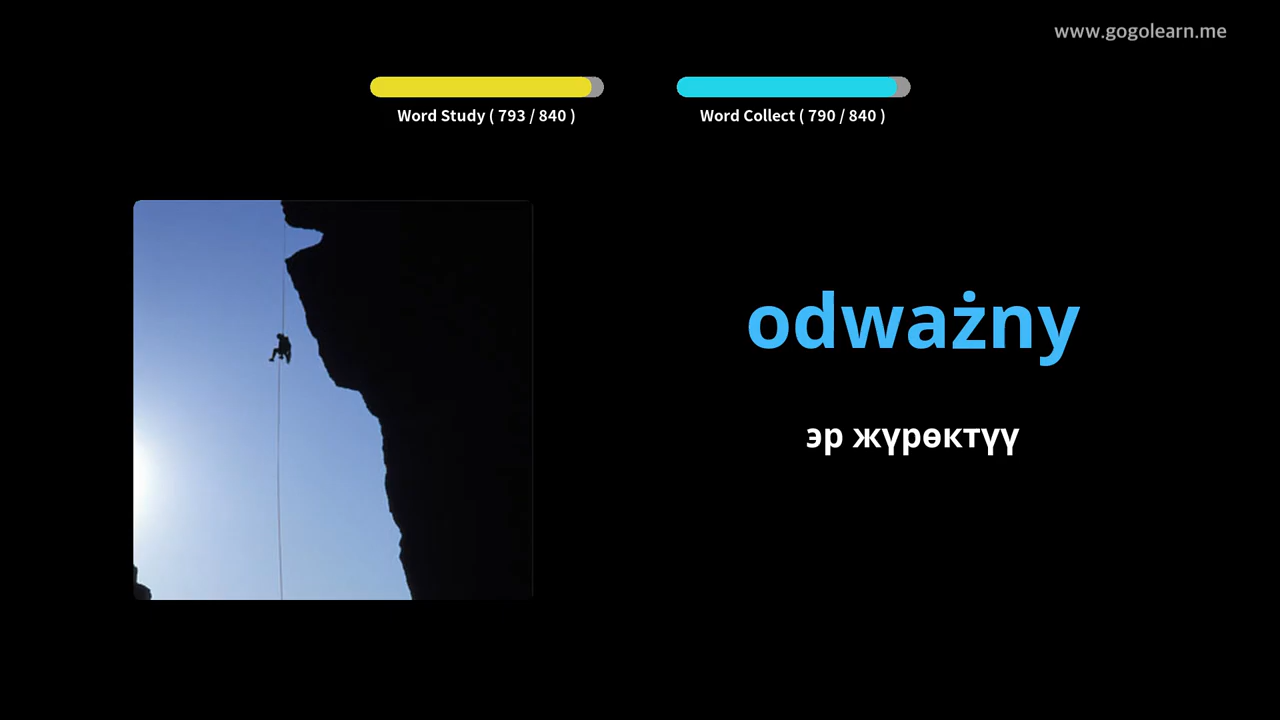 www.gogolearn.me
Word Study ( 793 / 840 )
Word Collect ( 790 / 840 )
odważny
эр жүрөктүү